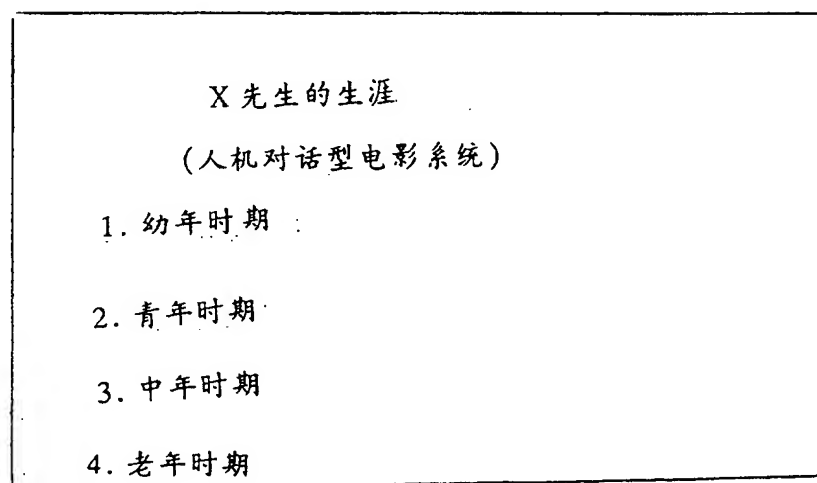 X先生的生涯
(人机对话型电影系统)
1. 幼年时期
2. 青年时期
3. 中年时期
4. 老年时期